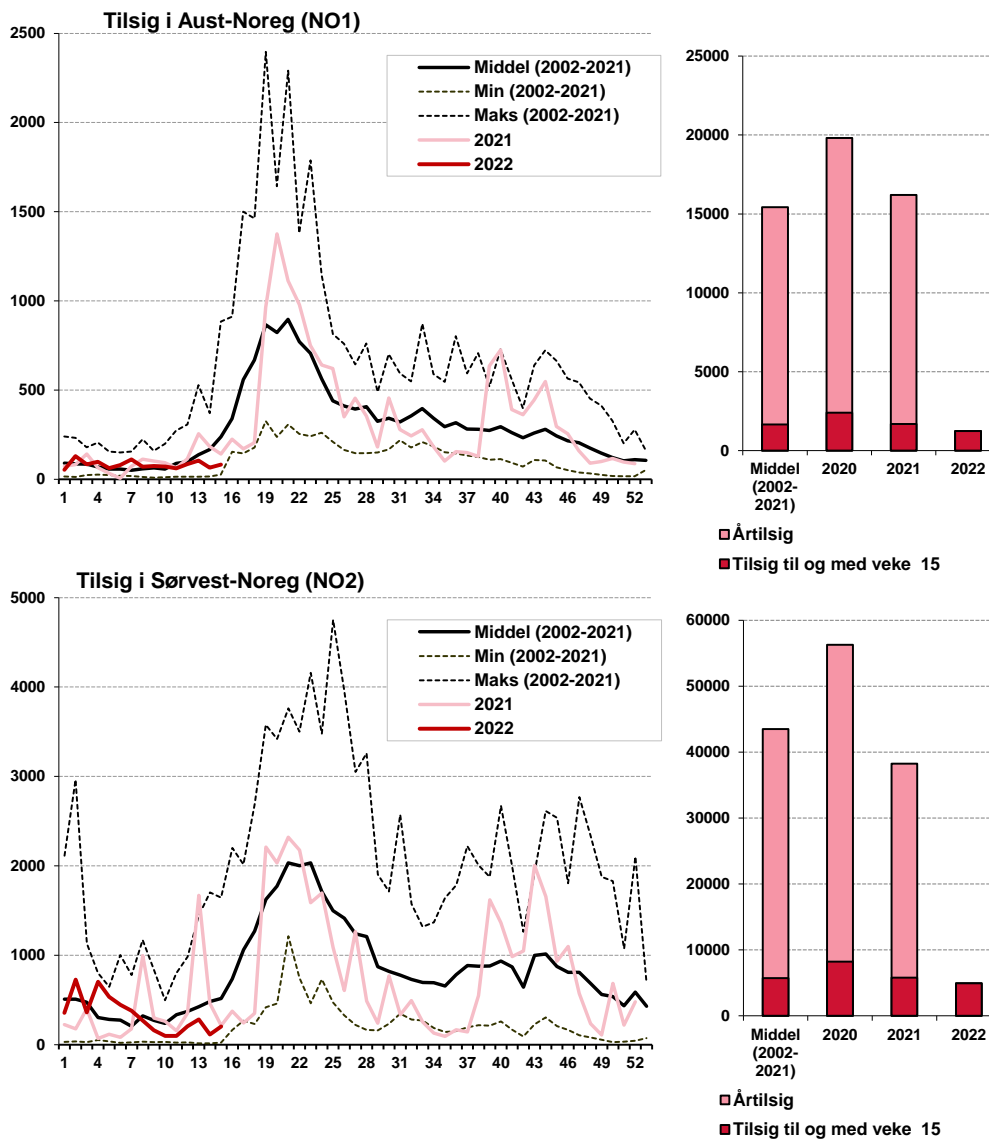 Tilsig i Aust-Noreg (NO1)
2500
2000
1500
1000
500
0
1 4 7 10 13 16 19 22 25 28 31 34 37 40 43 46 49 52
Middel (2002-2021)
Min (2002-2021)
Maks (2002-2021)
2021
2022
25000
20000
15000
10000
5000
0
Middel (2002-2021) 2020 2021 2022
Årtilsig
Tilsig til og med veke 15
Tilsig i Sørvest-Noreg (NO2)
5000
4000
3000
2000
1000
0
1 4 7 10 13 16 19 22 25 28 31 34 37 40 43 46 49 52
Middel (2002-2021)
Min (2002-2021)
Maks (2002-2021)
2021
2022
60000
50000
40000
30000
20000
10000
0
Middel (2002-2021) 2020 2021 2022
Årtilsig
Tilsig til og med veke 15